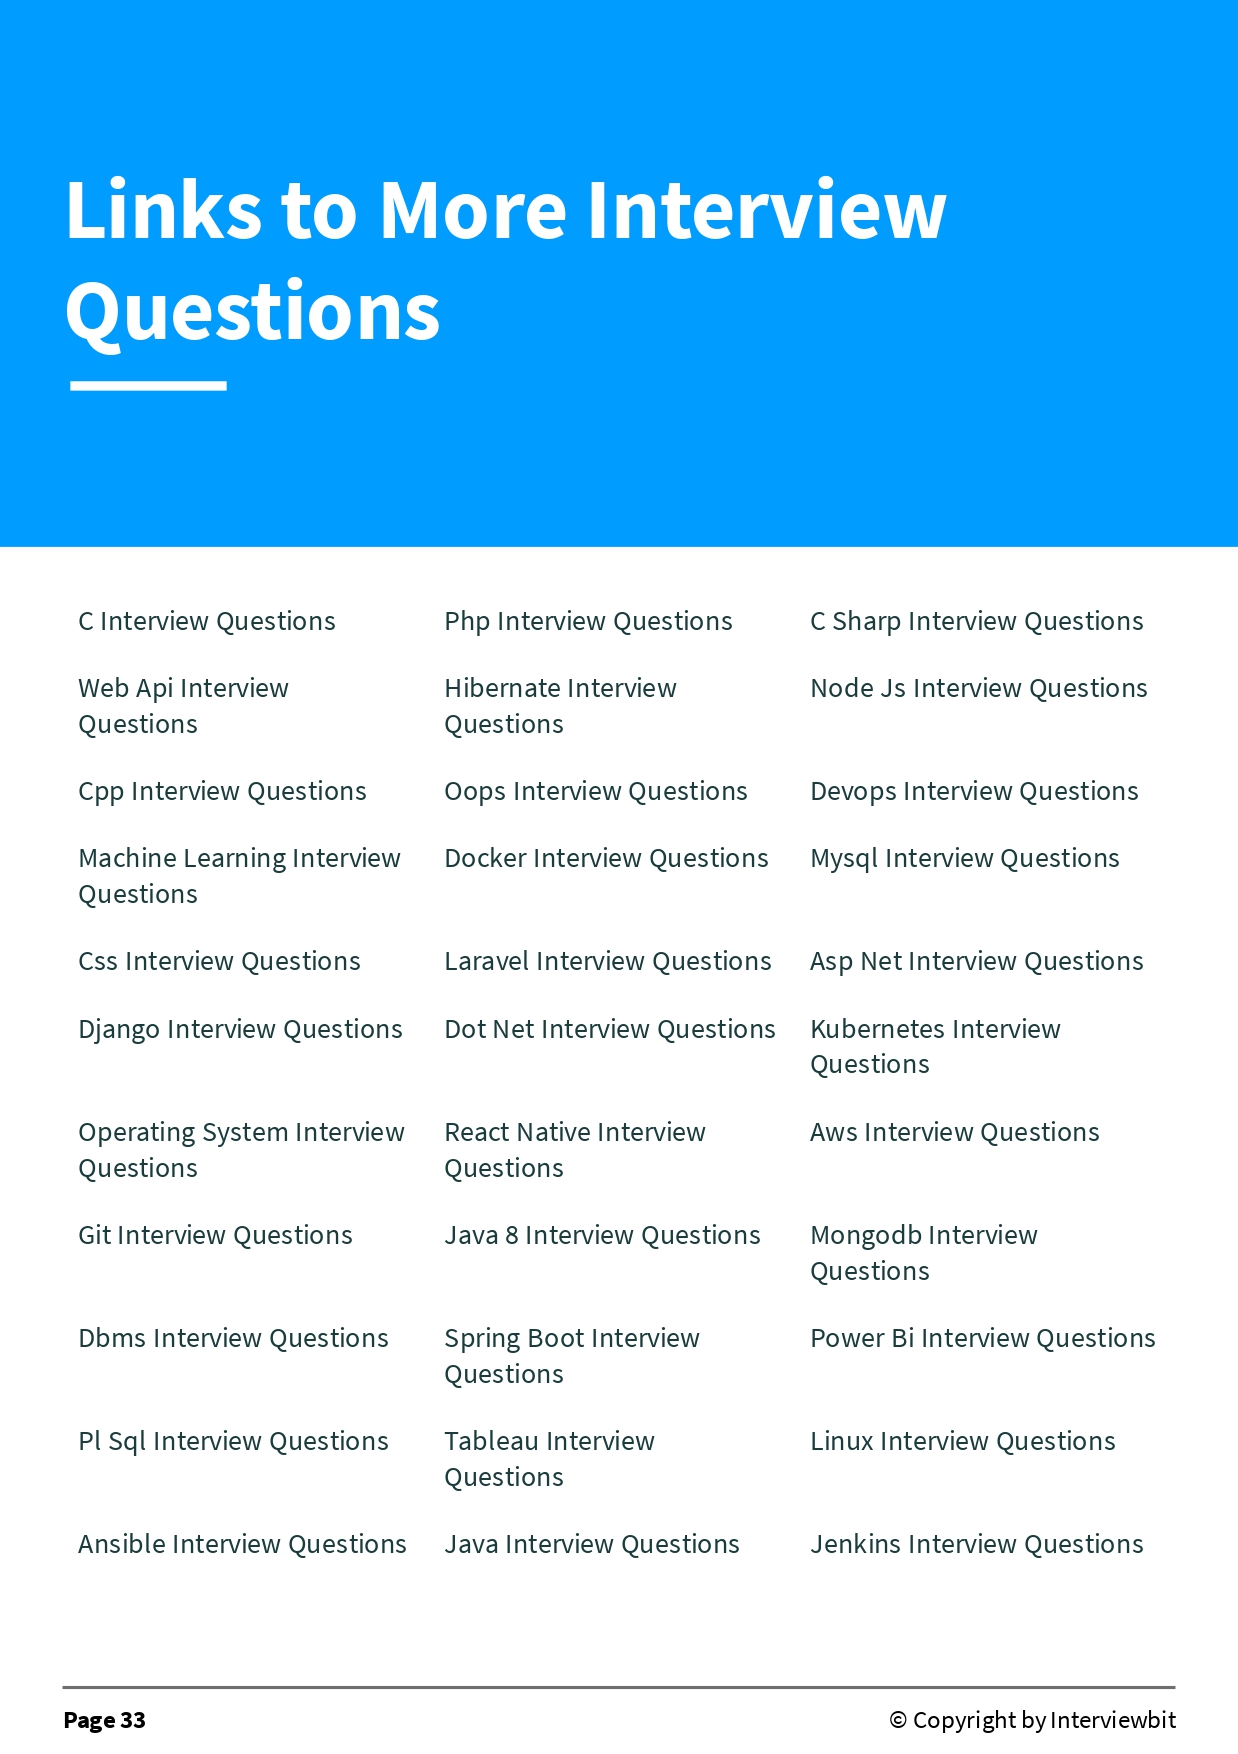 Links to More Interview
Questions
C Interview Questions
Php Interview Questions
C Sharp Interview Questions
Web Api Interview
Questions
Hibernate Interview
Questions
Node Js Interview Questions
Cpp Interview Questions
Oops Interview Questions
Devops Interview Questions
Machine Learning Interview
Questions
Docker Interview Questions
Mysql Interview Questions
Css Interview Questions
Laravel Interview Questions
Asp Net Interview Questions
Django Interview Questions
Dot Net Interview Questions
Kubernetes Interview
Questions
Operating System Interview
Questions
React Native Interview
Questions
Aws Interview Questions
Git Interview Questions
Java 8 Interview Questions
Mongodb Interview
Questions
Dbms Interview Questions
Spring Boot Interview
Questions
Power Bi Interview Questions
Pl Sql Interview Questions
Tableau Interview
Questions
Linux Interview Questions
Ansible Interview Questions
Java Interview Questions
Jenkins Interview Questions
Page 33
© Copyright by Interviewbit